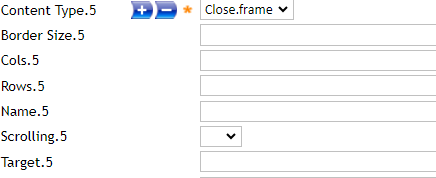 Content Type.5 * Close.frame
Border Size.5
Cols.5
Rows.5
Name.5
Scrolling.5
Target.5